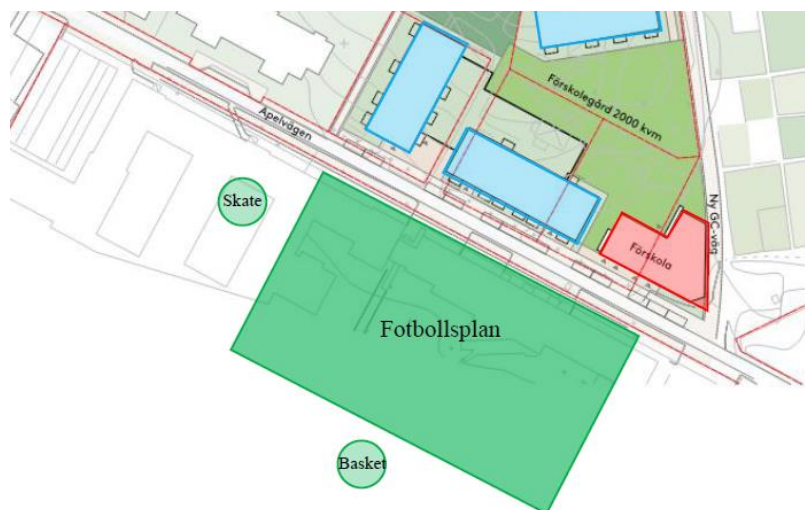 Förskolegård 2000 kvm
Apelvägen
Skate
Ny GC-väg
Förskola
Fotbollsplan
Basket